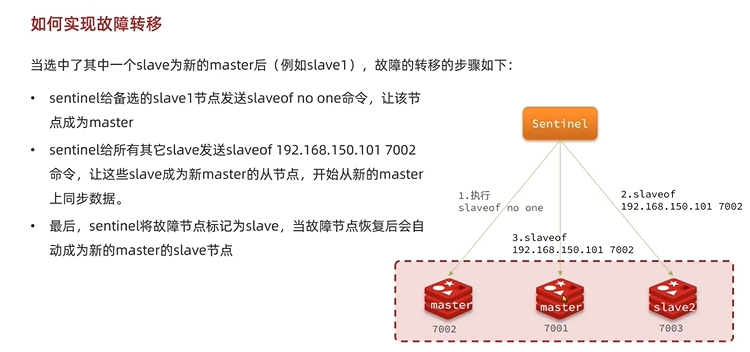 如何实现故障转移
当选中了其中一个slave为新的master后（例如slave1），故障的转移的步骤如下：
• sentinel给备选的slave1节点发送slaveof no one命令，让该节
点成为master
• sentinel给所有其它slave发送slaveof 192.168.150.101 7002
命令，让这些slave成为新master的从节点，开始从新的master
上同步数据。
• 最后，sentinel将故障节点标记为slave，当故障节点恢复后会自
动成为新的master的slave节点
Sentinel
1.执行
slaveof no one
2.slaveof
192.168.150.101 7002
3.slaveof
192.168.150.101 7002
master
master
slave2
7002
7001
7003